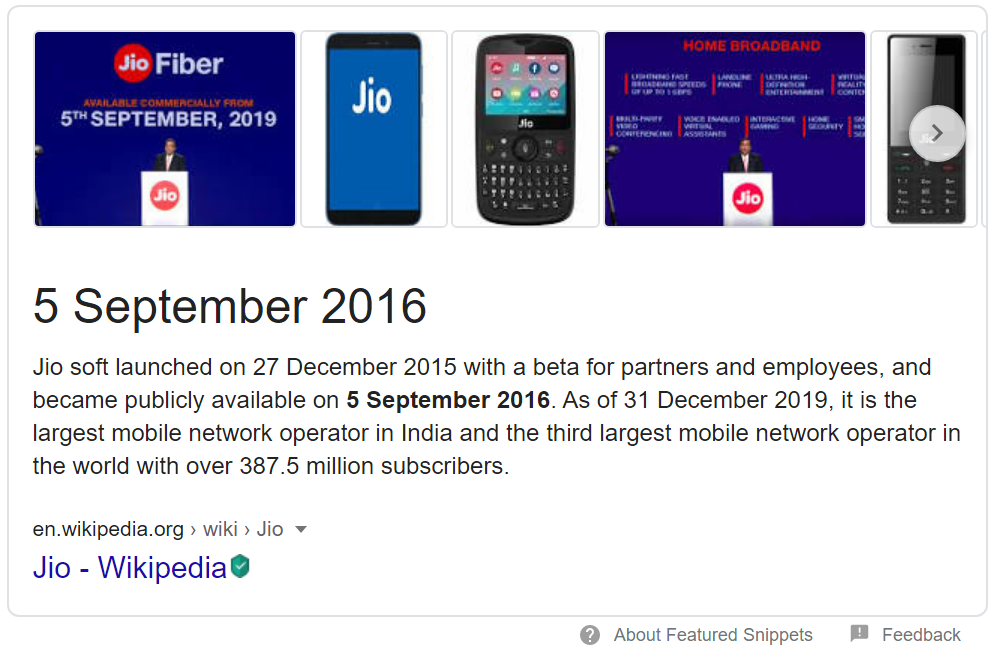 Jio Fiber
AVAILABLE COMMERCIALLY FROM
5TH SEPTEMBER, 2019
Jio
Jio
Jio
HOME BROADBAND
LIGHTNING FAST
BROADBAND SPEEDS
OF UP TO 1 GBPS
LANDLINE
PHONE
ULTRA HIGH-
DEFINITION
ENTERTAINMENT
VIRTUAL
REALITY
CONTEN
MULTI-PARTY
VIDEO
CONFERENCING
VOICE ENABLED
VIRTUAL
ASSISTANTS
INTERACTIVE
GAMING
HOME
SECURITY
Jio
5 September 2016
Jio soft launched on 27 December 2015 with a beta for partners and employees, and
became publicly available on 5 September 2016. As of 31 December 2019, it is the
largest mobile network operator in India and the third largest mobile network operator in
the world with over 387.5 million subscribers.
en.wikipedia.org › wiki › Jio
Jio - Wikipedia
About Featured Snippets Feedback